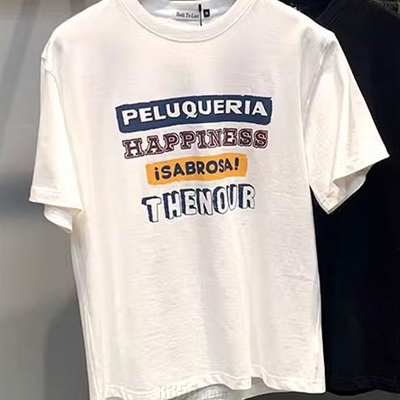 PELUQUERIA
HAPPINESS
¡SABROSA!
THENOUR